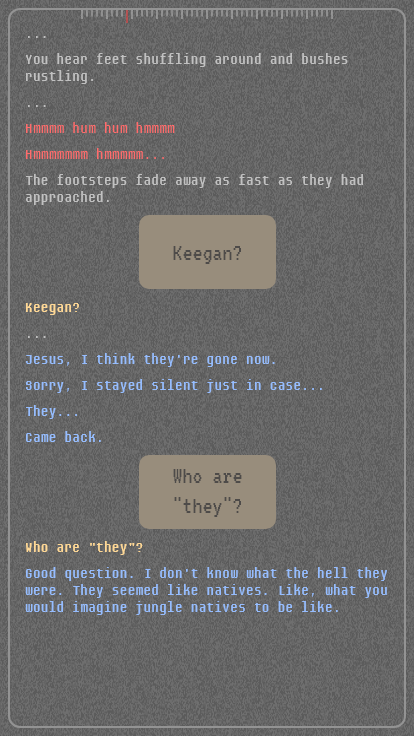 ...
You hear feet shuffling around and bushes
rustling.
...
Hmmmm hum hum hmmmm
Hmmmmmmm hmmmmm...
The footsteps fade away as fast as they had
approached.
Keegan?
Keegan?
...
Jesus, I think they're gone now.
Sorry, I stayed silent just in case...
They...
Came back.
Who are
"they"?
Who are "they"?
Good question. I don't know what the hell they
were. They seemed like natives. Like, what you
would imagine jungle natives to be like.